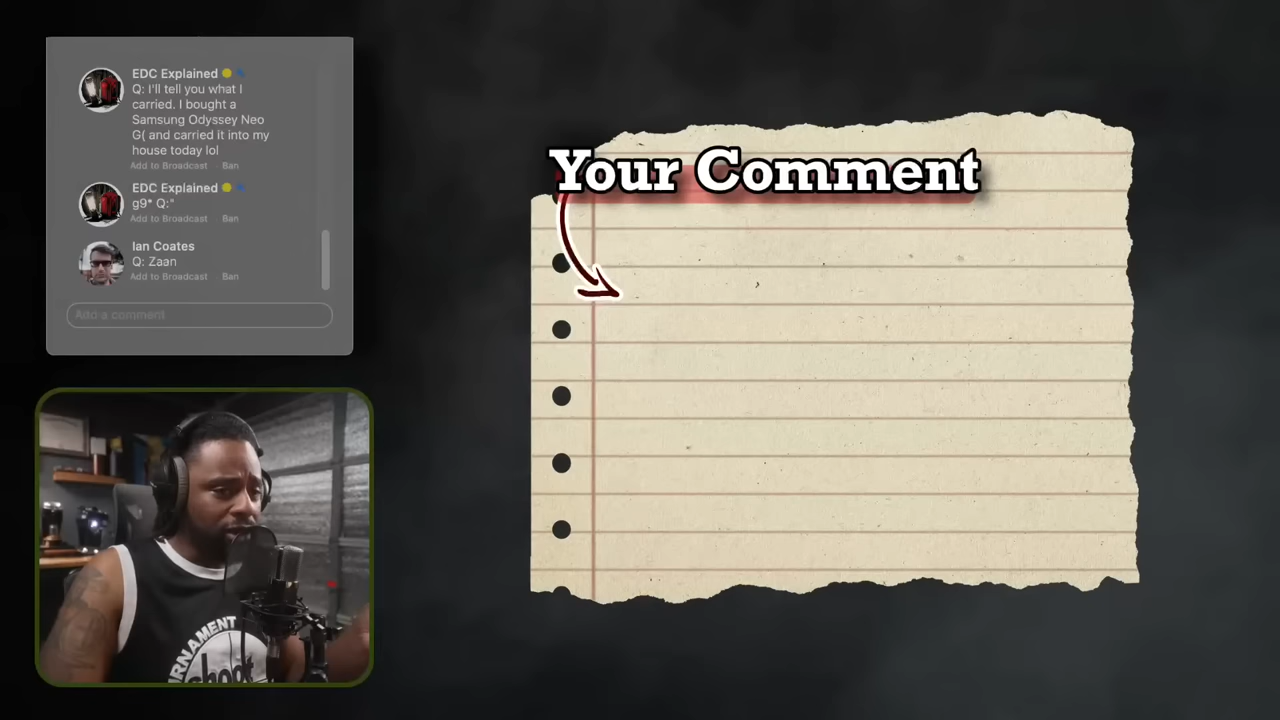 EDC Explained
Q: I'll tell you what I
carried. I bought a
Samsung Odyssey Neo
G( and carried it into my
house today lol
Add to Broadcast Ban
EDC Explained
g9* Q:"
Add to Broadcast Ban
Ian Coates
Q: Zaan
Add to Broadcast Ban
Add a comment
Your Comment
shoot